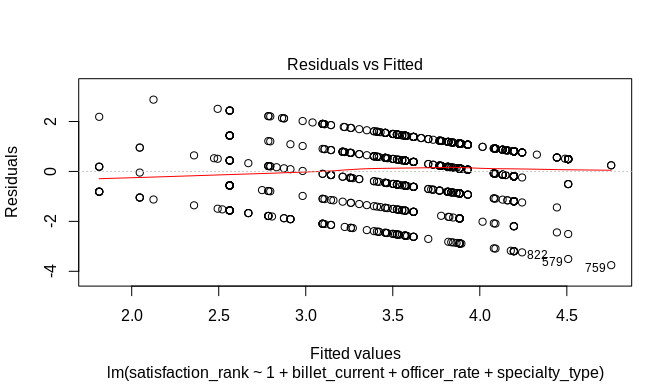 Residuals vs Fitted
Residuals
2
0
-2
-4
822
579
759
2.0 2.5 3.0 3.5 4.0 4.5
Fitted values
lm(satisfaction_rank ~ 1 + billet_current + officer_rate + specialty_type)